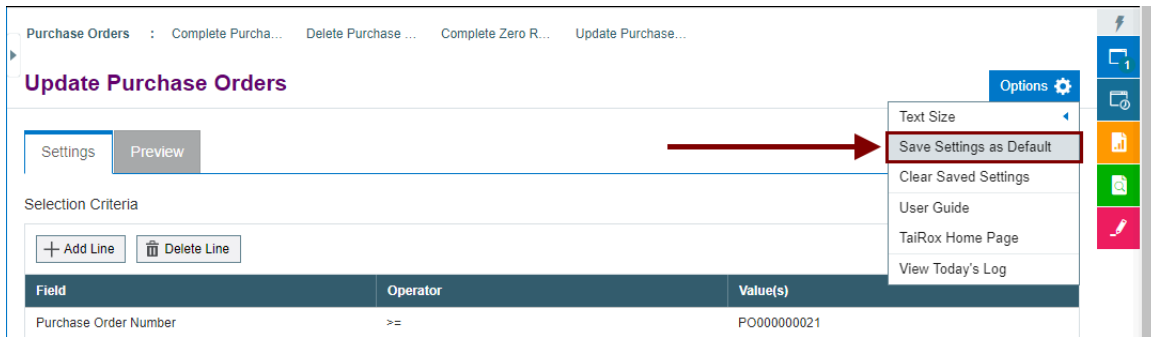 Purchase Orders : Complete Purcha... Delete Purchase ... Complete Zero R... Update Purchase...
Update Purchase Orders
Options
1
Text Size
Save Settings as Default
Clear Saved Settings
User Guide
TaiRox Home Page
View Today's Log
Settings Preview
Selection Criteria
Add Line Delete Line
Field Operator Value(s)
Purchase Order Number >= PO000000021